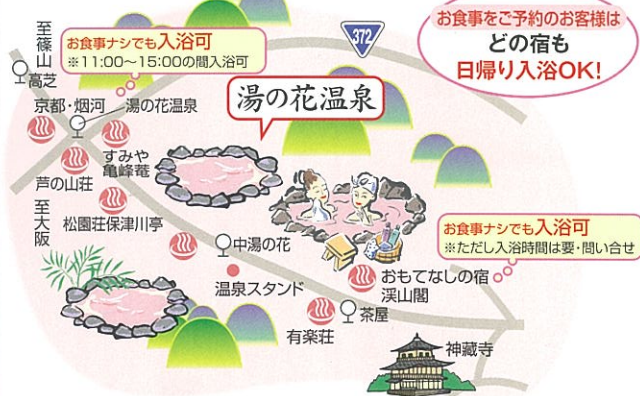 お食事をご予約のお客様は
どの宿も
日帰り入浴OK!
372
至篠山
お食事ナシでも入浴可
※11:00～15:00の間入浴可
高芝
京都・烟河
湯の花温泉
湯の花温泉
すみや
亀峰菴
芦の山荘
至大阪
松園荘保津川亭
中湯の花
温泉スタンド
お食事ナシでも入浴可
※ただし入浴時間は要・問い合せ
おもてなしの宿
渓山閣
茶屋
有楽荘
神蔵寺